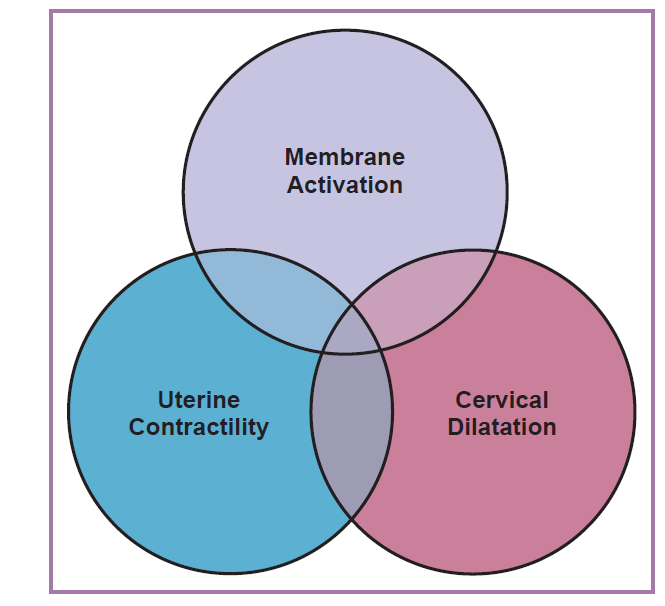 Membrane
Activation
Uterine
Contractility
Cervical
Dilatation